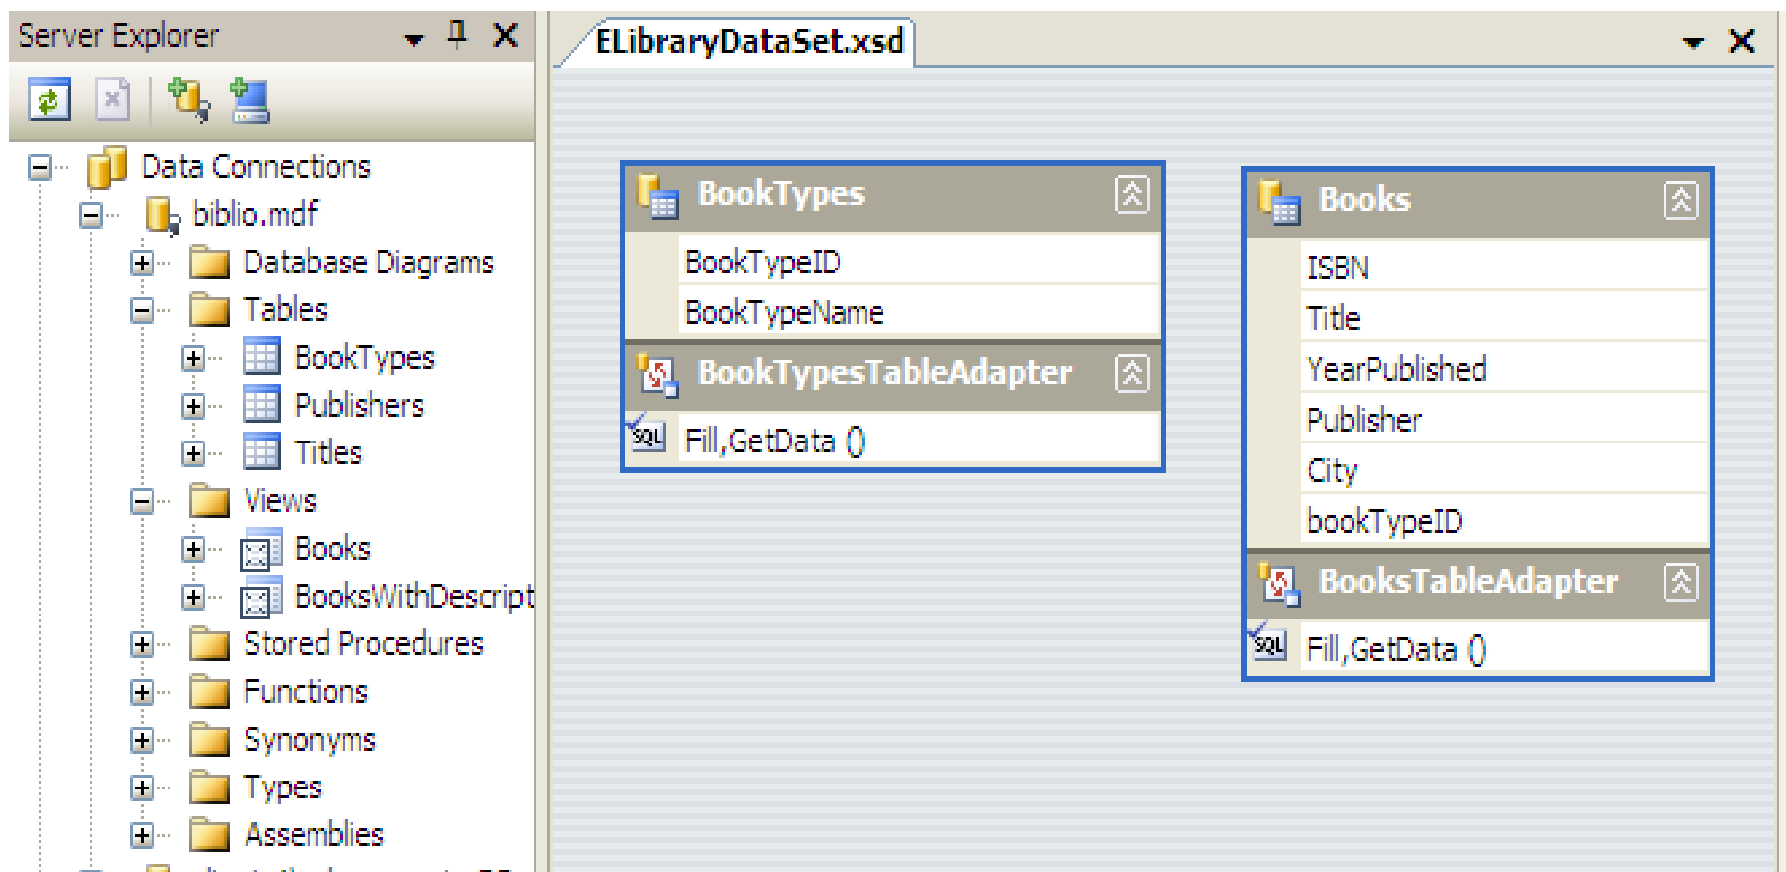 Server Explorer
Data Connections
biblio.mdf
Database Diagrams
Tables
BookTypes
Publishers
Titles
Views
Books
BooksWithDescript
Stored Procedures
Functions
Synonyms
Types
Assemblies
ELibraryDataSet.xsd
BookTypes
BookTypeID
BookTypeName
BookTypesTableAdapter
SQL Fill,GetData ()
Books
ISBN
Title
YearPublished
Publisher
City
bookTypeID
BooksTableAdapter
SQL Fill,GetData ()